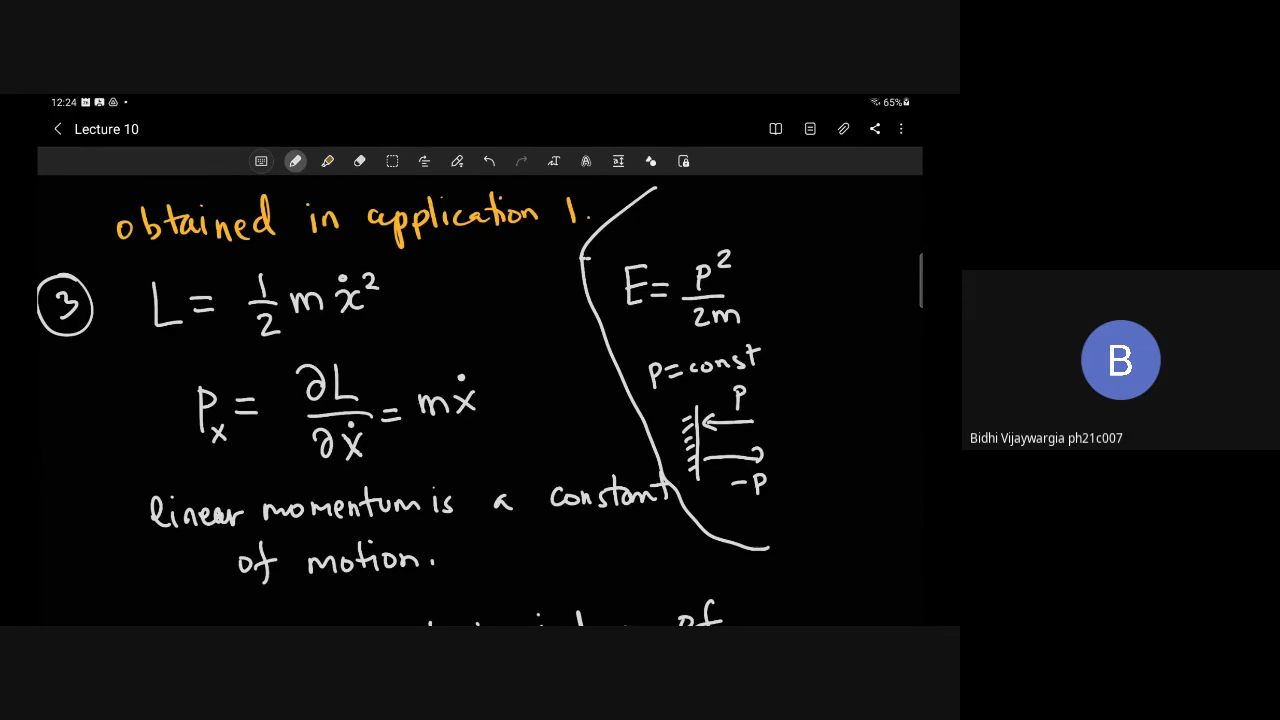 12:24
65%
Lecture 10
obtained in application 1.
3
L = 1/2 m ẋ²
Pₓ = ∂L/∂ẋ = mẋ
linear momentum is a constant
of motion.
E = p²/2m
p = const
p
-p
of
B
Bidhi Vijaywargia ph21c007